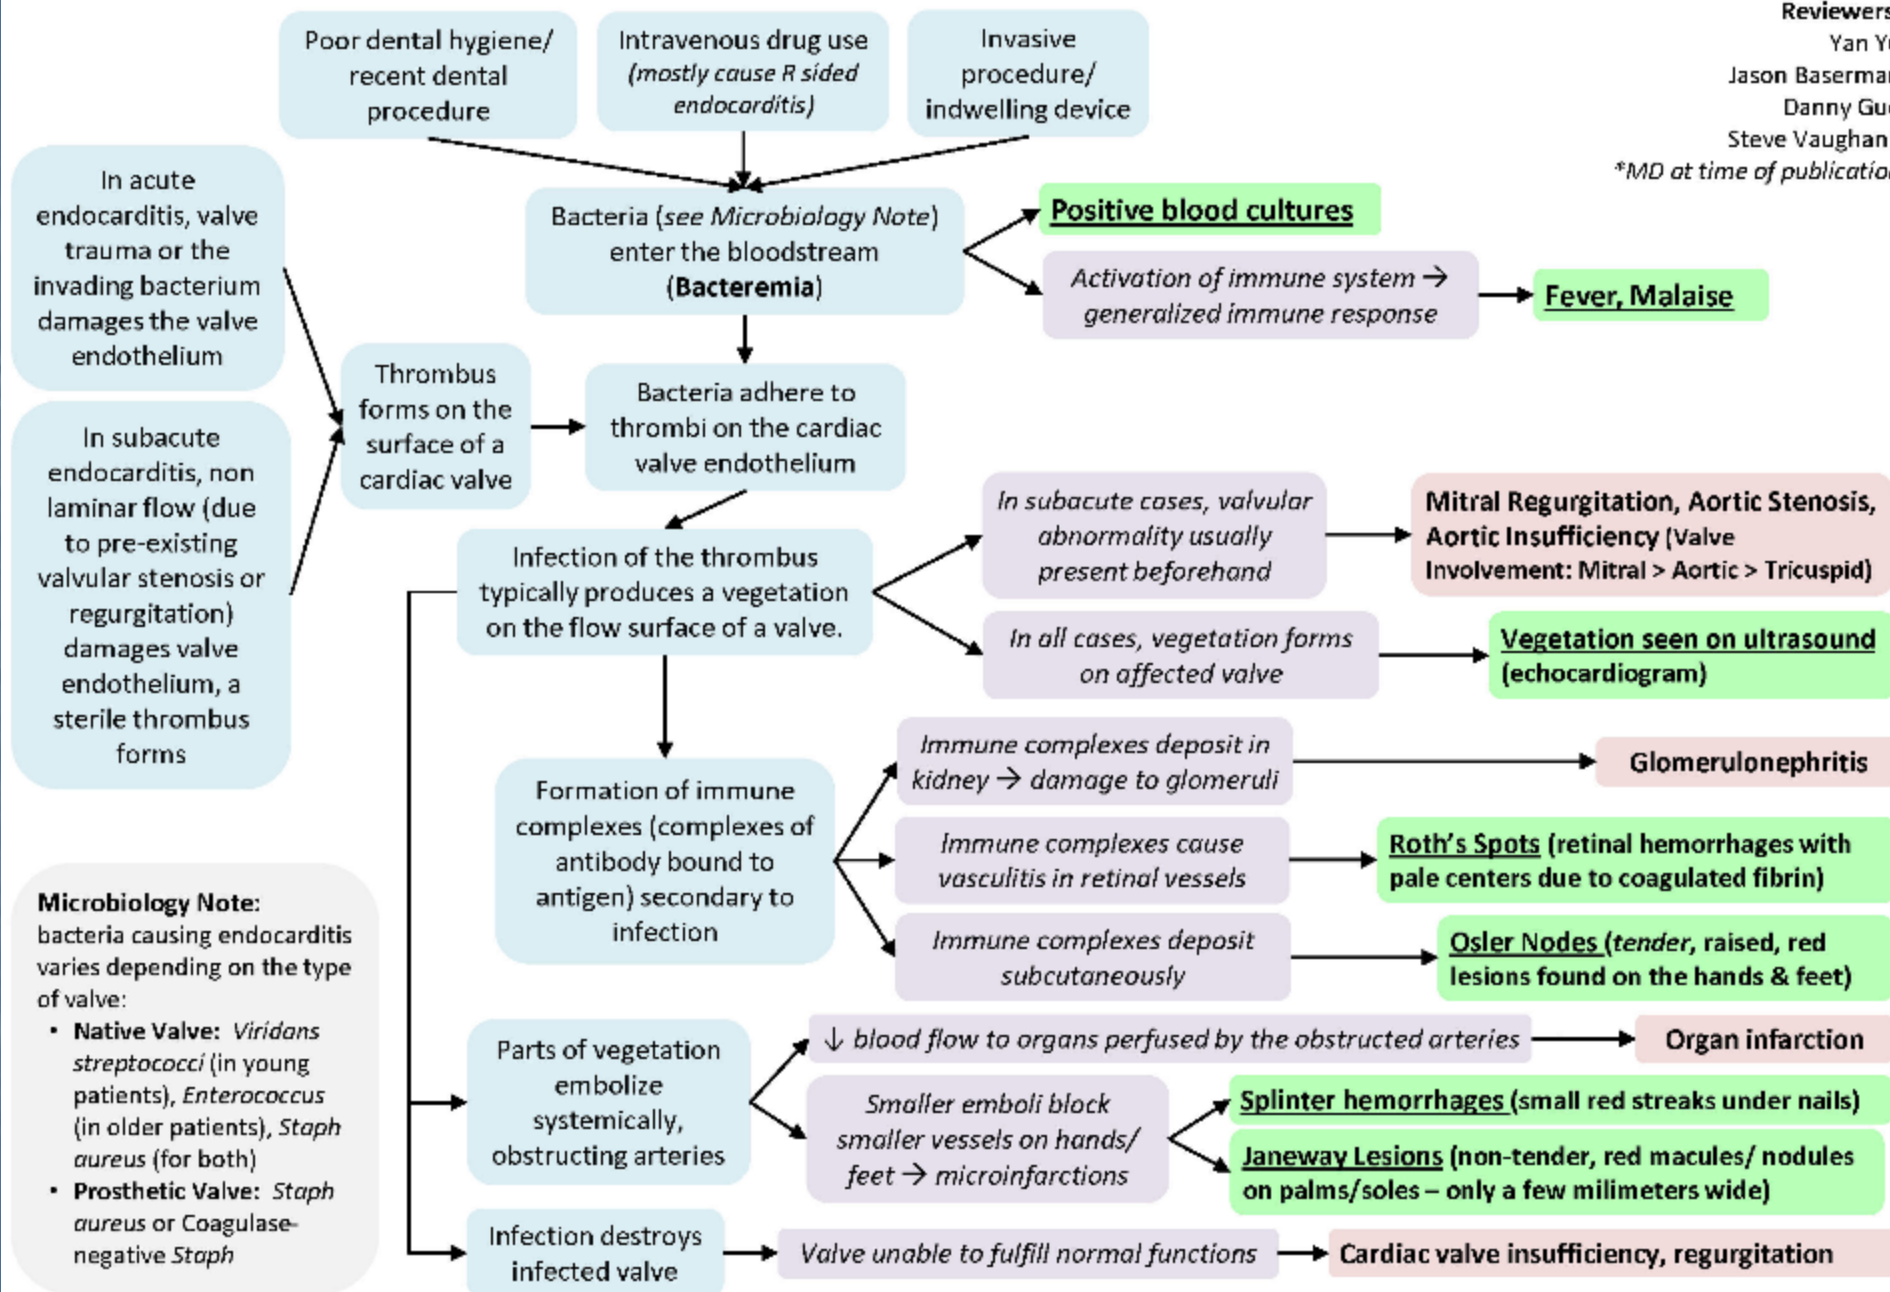 Reviewers
Yan Y
Jason Baserma
Danny Gu
Steve Vaughan
*MD at time of publication
Poor dental hygiene/
recent dental
procedure
Intravenous drug use
(mostly cause R sided
endocarditis)
Invasive
procedure/
indwelling device
In acute
endocarditis, valve
trauma or the
invading bacterium
damages the valve
endothelium
Bacteria (see Microbiology Note)
enter the bloodstream
(Bacteremia)
Positive blood cultures
Activation of immune system →
generalized immune response
Fever, Malaise
Thrombus
forms on the
surface of a
cardiac valve
Bacteria adhere to
thrombi on the cardiac
valve endothelium
In subacute
endocarditis, non
laminar flow (due
to pre-existing
valvular stenosis or
regurgitation)
damages valve
endothelium, a
sterile thrombus
forms
Infection of the thrombus
typically produces a vegetation
on the flow surface of a valve.
In subacute cases, valvular
abnormality usually
present beforehand
Mitral Regurgitation, Aortic Stenosis,
Aortic Insufficiency (Valve
Involvement: Mitral > Aortic > Tricuspid)
In all cases, vegetation forms
on affected valve
Vegetation seen on ultrasound
(echocardiogram)
Formation of immune
complexes (complexes of
antibody bound to
antigen) secondary to
infection
Immune complexes deposit in
kidney → damage to glomeruli
Glomerulonephritis
Immune complexes cause
vasculitis in retinal vessels
Roth's Spots (retinal hemorrhages with
pale centers due to coagulated fibrin)
Immune complexes deposit
subcutaneously
Osler Nodes (tender, raised, red
lesions found on the hands & feet)
Microbiology Note:
bacteria causing endocarditis
varies depending on the type
of valve:
• Native Valve: Viridans
streptococci (in young
patients), Enterococcus
(in older patients), Staph
aureus (for both)
• Prosthetic Valve: Staph
aureus or Coagulase-
negative Staph
Parts of vegetation
embolize
systemically,
obstructing arteries
↓ blood flow to organs perfused by the obstructed arteries
Organ infarction
Smaller emboli block
smaller vessels on hands/
feet → microinfarctions
Splinter hemorrhages (small red streaks under nails)
Janeway Lesions (non-tender, red macules/ nodules
on palms/soles – only a few milimeters wide)
Infection destroys
infected valve
Valve unable to fulfill normal functions
Cardiac valve insufficiency, regurgitation